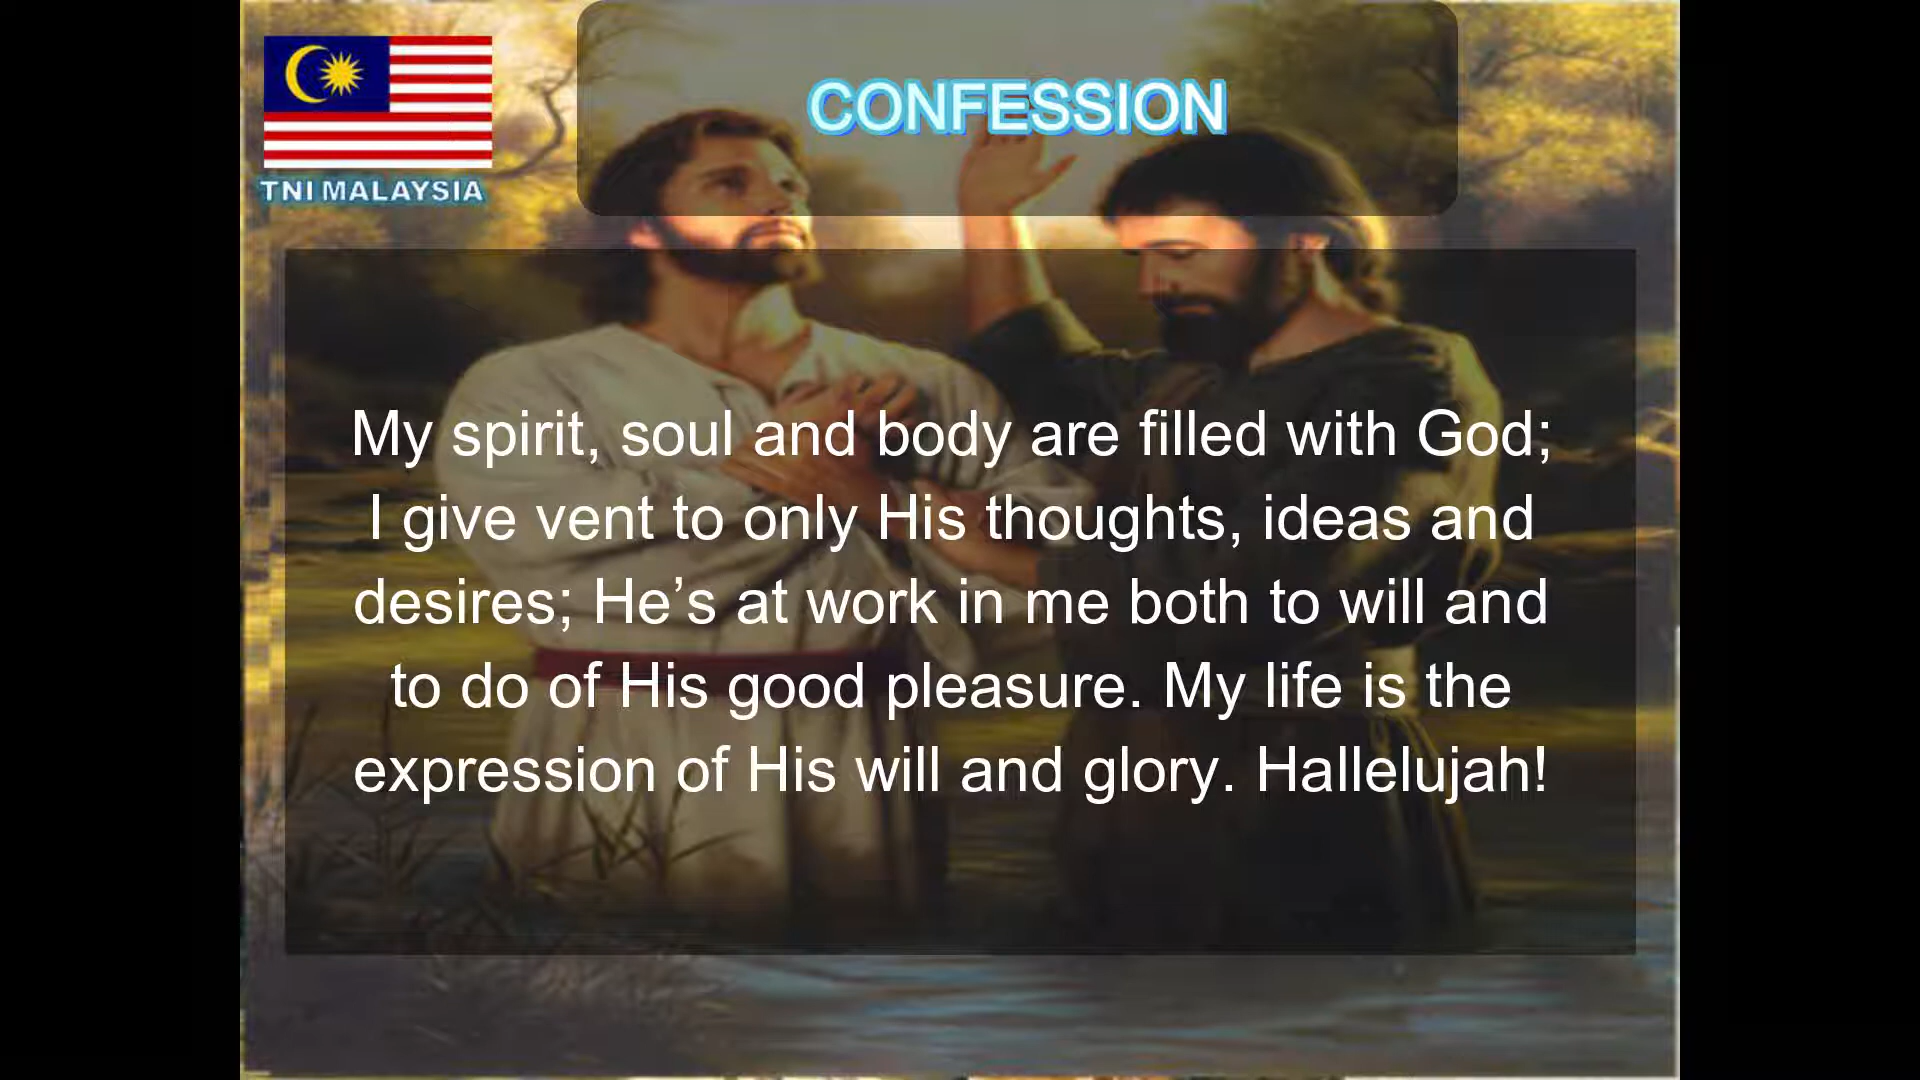 CONFESSION
TNI MALAYSIA
My spirit, soul and body are filled with God;
I give vent to only His thoughts, ideas and
desires; He’s at work in me both to will and
to do of His good pleasure. My life is the
expression of His will and glory. Hallelujah!